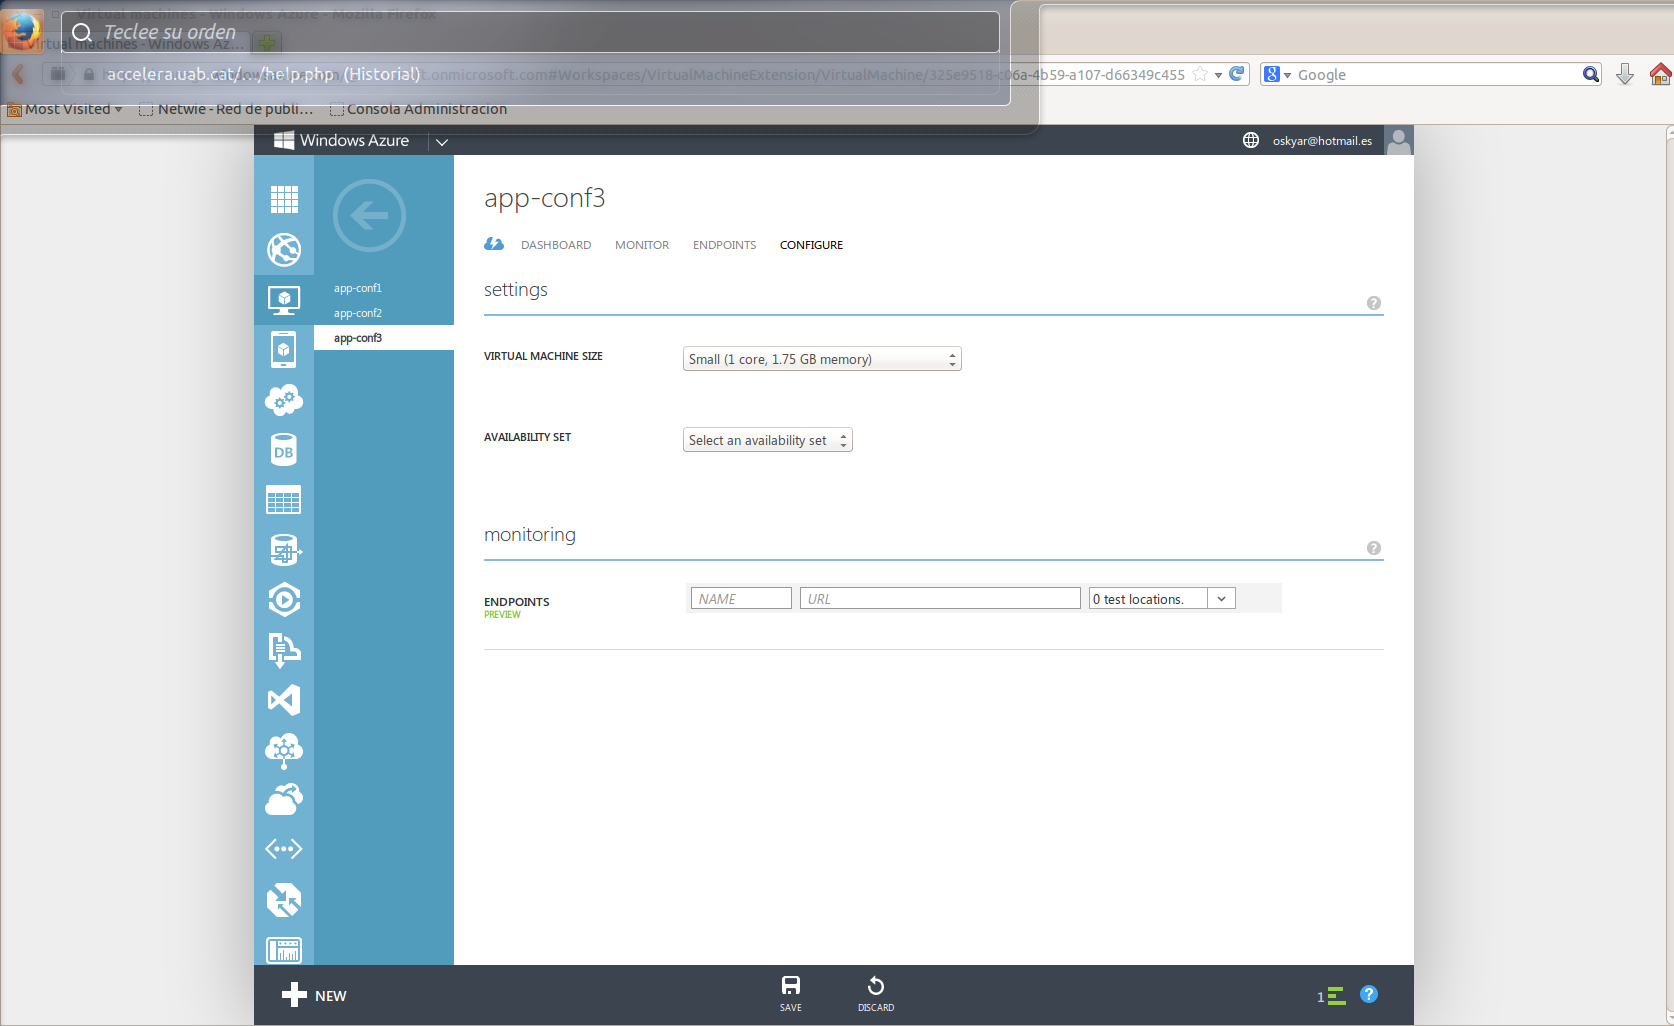 Virtual machines - Windows Azure - Mozilla Firefox
Teclee su orden
Virtual machines - Windows Az...
accelera.uab.cat/.../help.php (Historial)
t.onmicrosoft.com#Workspaces/VirtualMachineExtension/VirtualMachine/325e9518-c06a-4b59-a107-d66349c455
Google
Most Visited
Netwie - Red de publi...
Consola Administracion
Windows Azure
oskyar@hotmail.es
app-conf3
DASHBOARD MONITOR ENDPOINTS CONFIGURE
app-conf1
app-conf2
app-conf3
settings
?
VIRTUAL MACHINE SIZE
Small (1 core, 1.75 GB memory)
AVAILABILITY SET
Select an availability set
DB
monitoring
?
ENDPOINTS
PREVIEW
NAME
URL
0 test locations.
NEW
SAVE
DISCARD
1
?